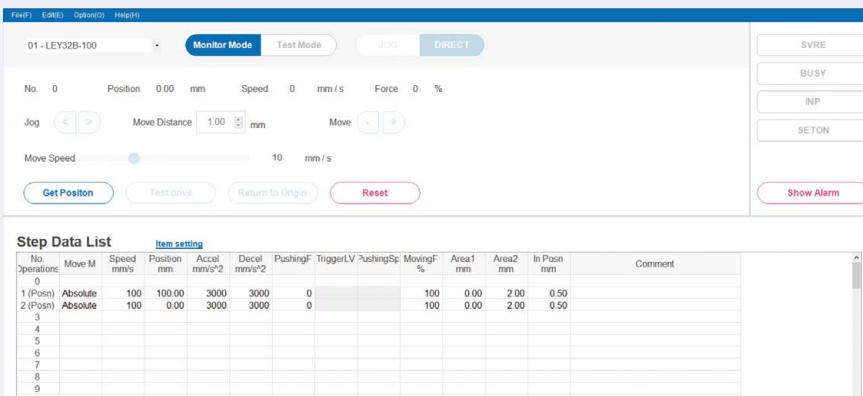 File(F) Edit(E) Option(O) Help(H)
01 - LEY32B-100 Monitor Mode Test Mode JOG DIRECT SVRE
BUSY
No. 0 Position 0.00 mm Speed 0 mm / s Force 0 %
INP
Jog < > Move Distance 1.00 mm Move - +
SETON
Move Speed 10 mm / s
Get Positon Test drive Return to Origin Reset Show Alarm
Step Data List Item setting
No. Operations Move M Speed mm/s Position mm Accel mm/s^2 Decel mm/s^2 PushingF TriggerLV PushingSp MovingF % Area1 mm Area2 mm In Posn mm Comment
0
1 (Posn) Absolute 100 100.00 3000 3000 0 100 0.00 2.00 0.50
2 (Posn) Absolute 100 0.00 3000 3000 0 100 0.00 2.00 0.50
3
4
5
6
7
8
9